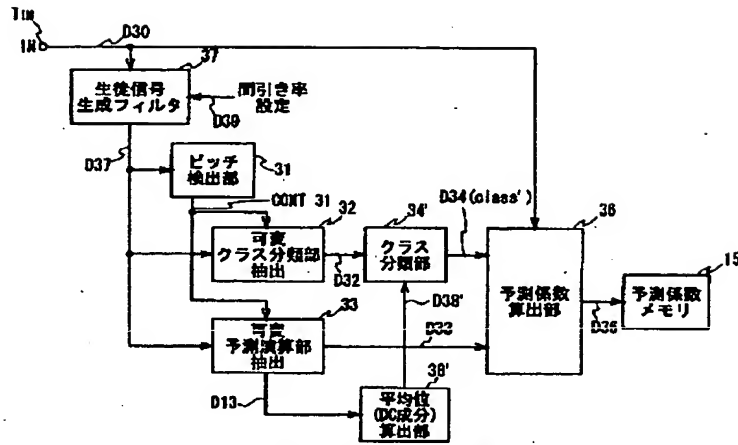 TIN
IN
D30
37
生徒信号
生成フィルタ
間引き率
設定
D39
D37
ピッチ
検出部
31
CONT 31
32
可変
クラス分類部
抽出
D32
34'
クラス
分類部
D34(class')
36
予測係数
算出部
15
予測係数
メモリ
D36
D38'
33
可変
予測演算部
抽出
D33
D13
38'
平均位
(DC成分)
算出部